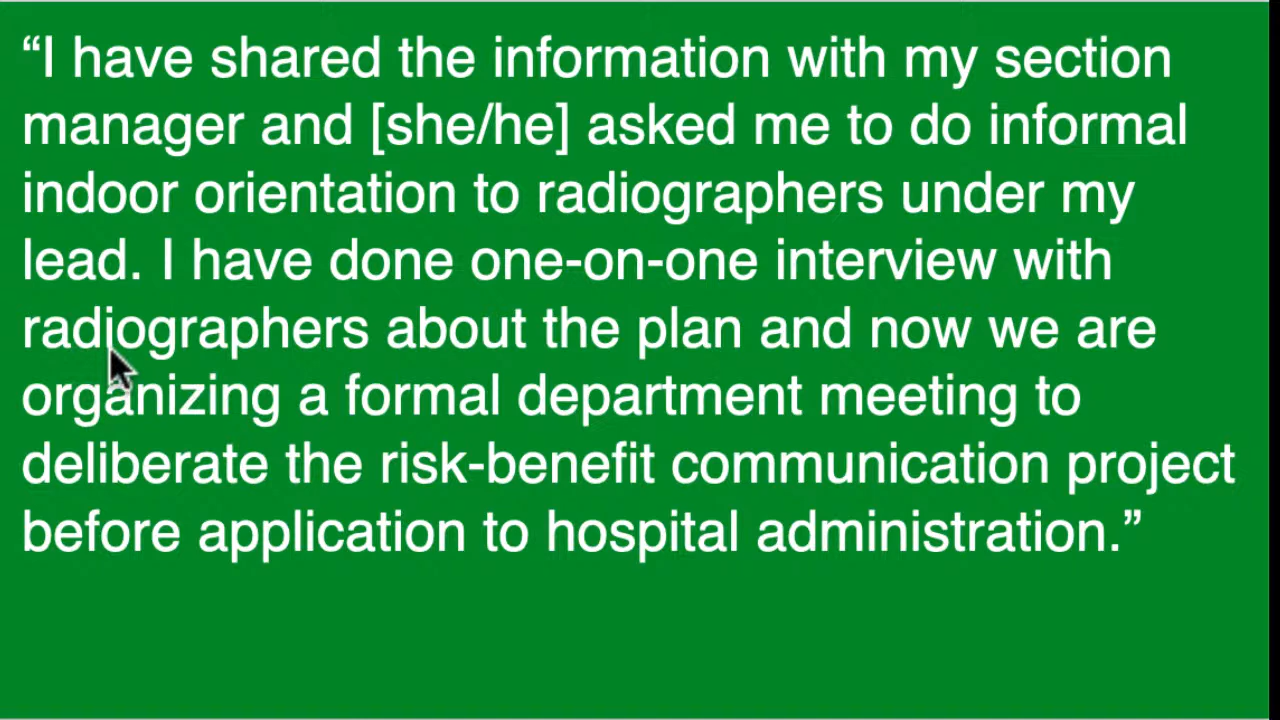 “I have shared the information with my section
manager and [she/he] asked me to do informal
indoor orientation to radiographers under my
lead. I have done one-on-one interview with
radiographers about the plan and now we are
organizing a formal department meeting to
deliberate the risk-benefit communication project
before application to hospital administration.”